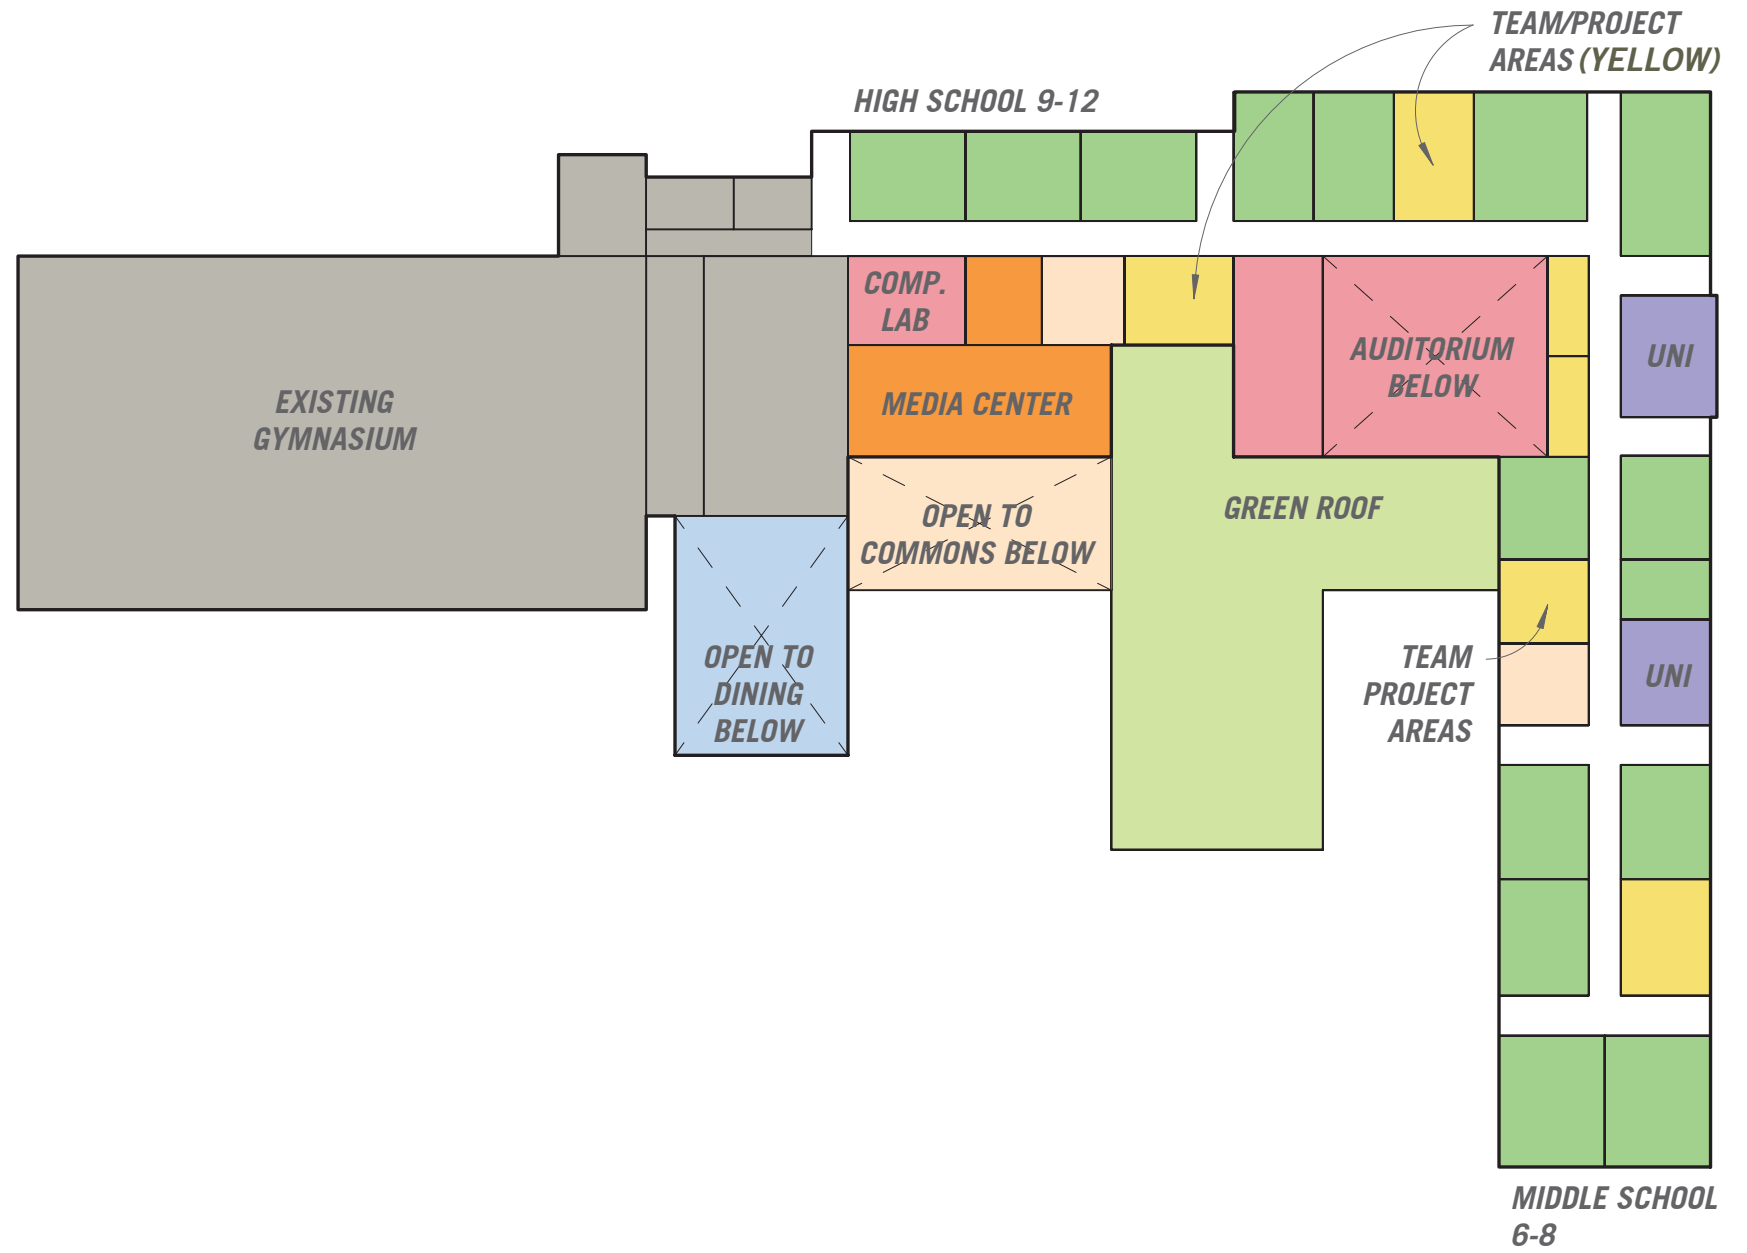 TEAM/PROJECT
AREAS (YELLOW)
HIGH SCHOOL 9-12
COMP.
LAB
AUDITORIUM
BELOW
UNI
EXISTING
GYMNASIUM
MEDIA CENTER
OPEN TO
COMMONS BELOW
GREEN ROOF
OPEN TO
DINING
BELOW
TEAM
PROJECT
AREAS
UNI
MIDDLE SCHOOL
6-8